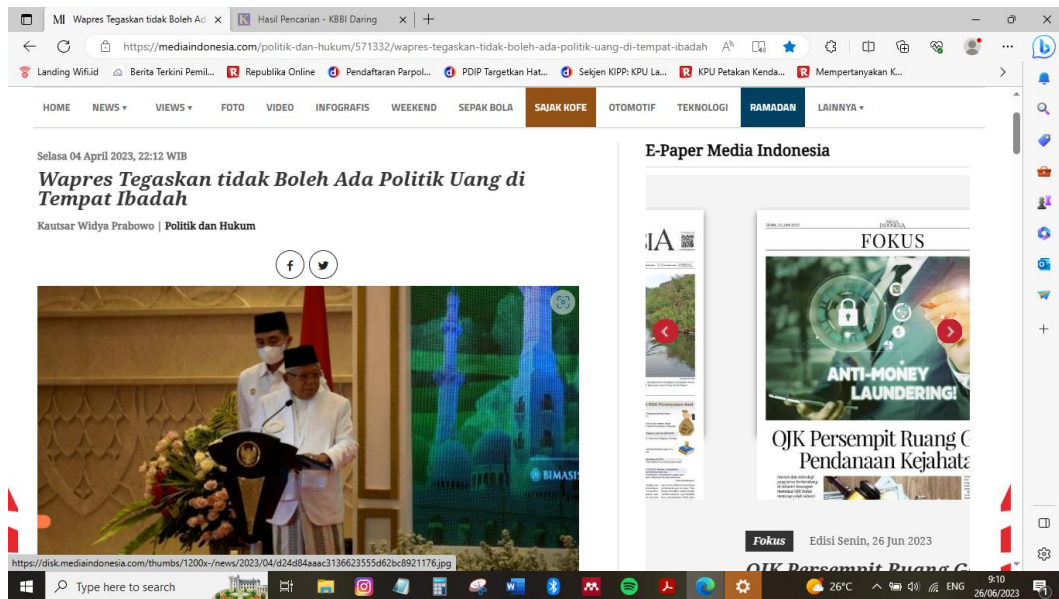 MI Wapres Tegaskan tidak Boleh Ad
Hasil Pencarian - KBBI Daring
https://mediaindonesia.com/politik-dan-hukum/571332/wapres-tegaskan-tidak-boleh-ada-politik-uang-di-tempat-ibadah
Landing Wifi.id
Berita Terkini Pemil...
Republika Online
Pendaftaran Parpol...
PDIP Targetkan Hat...
Sekjen KIPP: KPU La...
KPU Petakan Kenda...
Mempertanyakan K...
HOME NEWS VIEWS FOTO VIDEO INFOGRAFIS WEEKEND SEPAK BOLA SAJAK KOFE OTOMOTIF TEKNOLOGI RAMADAN LAINNYA
Selasa 04 April 2023, 22:12 WIB
Wapres Tegaskan tidak Boleh Ada Politik Uang di
Tempat Ibadah
Kautsar Widya Prabowo | Politik dan Hukum
BIMASI
E-Paper Media Indonesia
IA
FOKUS
ANTI-MONEY
LAUNDERING!
OJK Persempit Ruang G
Pendanaan Kejahata
Fokus Edisi Senin, 26 Jun 2023
OJK Persempit Ruang G
https://disk.mediaindonesia.com/thumbs/1200x-/news/2023/04/d24d84aaac3136623555d62bc8921176.jpg
Type here to search
26°C
ENG
9:10
26/06/2023